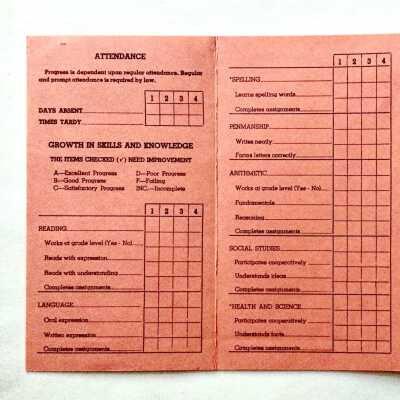 ATTENDANCE
Progress is dependent upon regular attendance. Regular
and prompt attendance is required by law.
1 2 3 4
DAYS ABSENT
TIMES TARDY
GROWTH IN SKILLS AND KNOWLEDGE
THE ITEMS CHECKED (✓) NEED IMPROVEMENT
A—Excellent Progress D—Poor Progress
B—Good Progress F—Failing
C—Satisfactory Progress INC.—Incomplete
1 2 3 4
READING
Works at grade level (Yes - No)
Reads with expression
Reads with understanding
Completes assignments
LANGUAGE
Oral expression
Written expression
Completes assignments
1 2 3 4
*SPELLING
Learns spelling words
Completes assignments
PENMANSHIP
Writes neatly
Forms letters correctly
ARITHMETIC
Works at grade level (Yes - No)
Fundamentals
Reasoning
Completes assignments
SOCIAL STUDIES
Participates cooperatively
Understands ideas
Completes assignments
*HEALTH AND SCIENCE
Participates cooperatively
Understands facts
Completes assignments